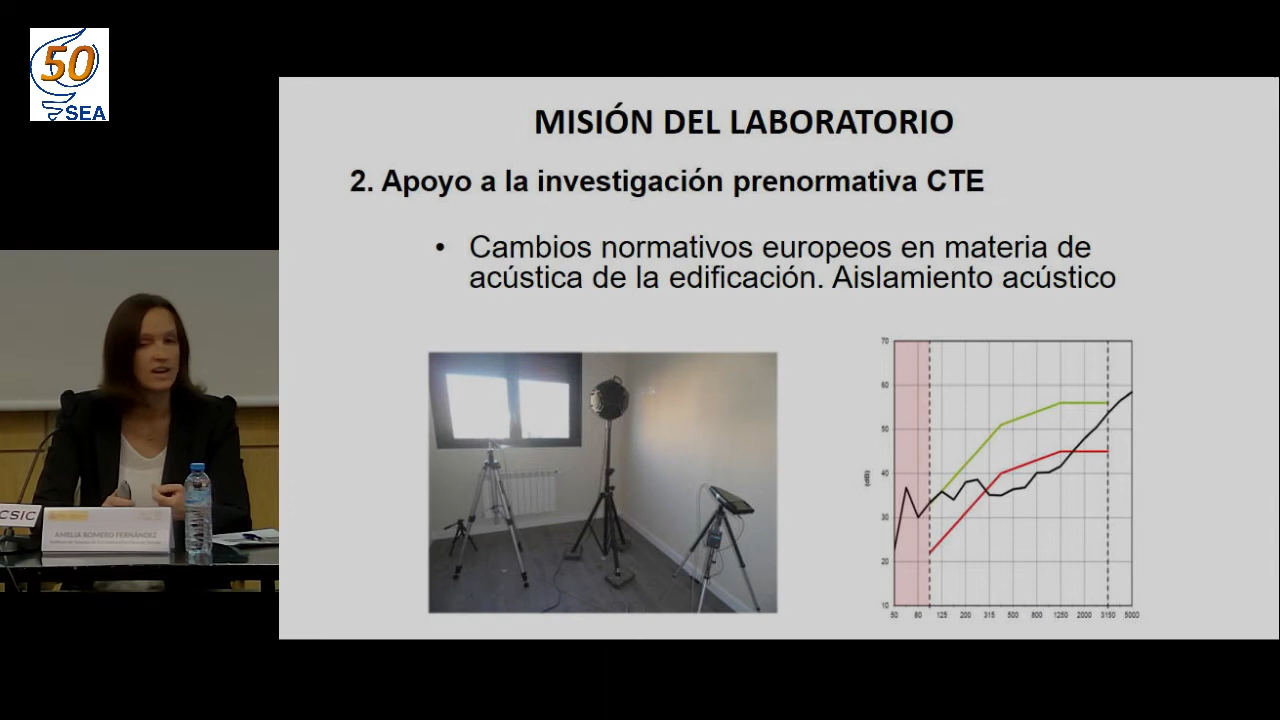 50
SEA
MISIÓN DEL LABORATORIO
2. Apoyo a la investigación prenormativa CTE
• Cambios normativos europeos en materia de
acústica de la edificación. Aislamiento acústico
CSIC
AMELIA ROMERO FERNÁNDEZ
70
60
50
40
30
20
10
(dB)
50 80 125 200 315 500 800 1250 2000 3150 5000